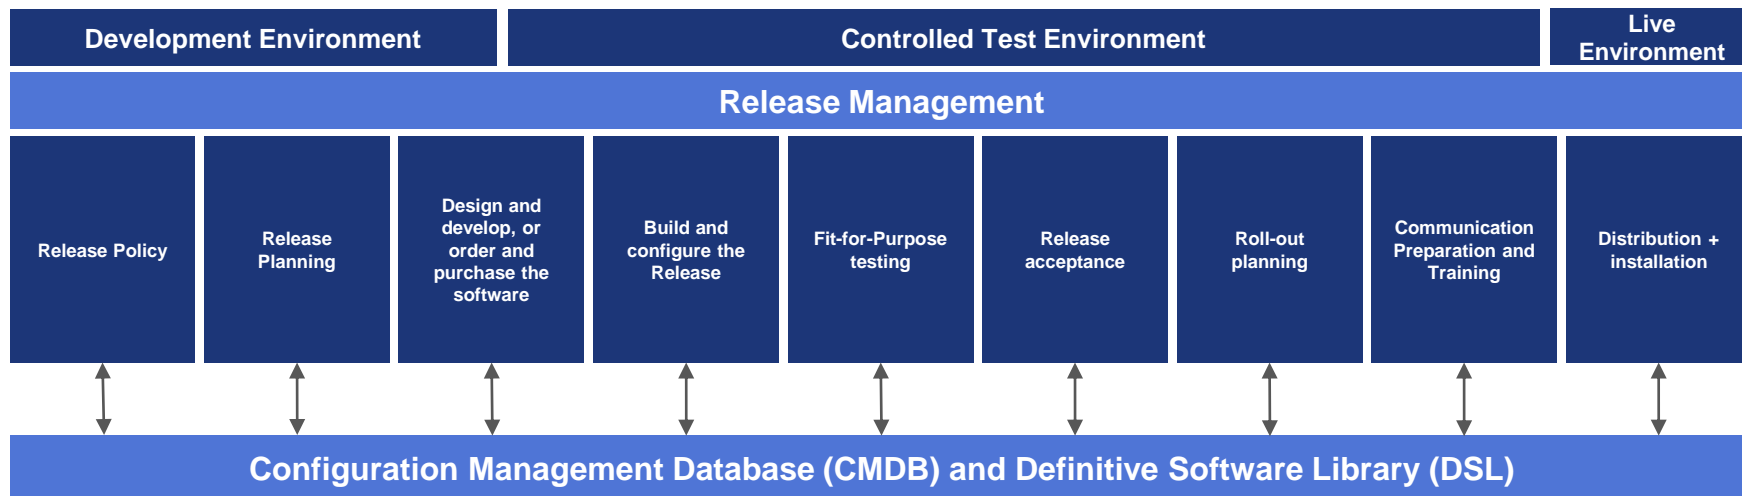 Development Environment
Controlled Test Environment
Live
Environment
Release Management
Release Policy
Release
Planning
Design and
develop, or
order and
purchase the
software
Build and
configure the
Release
Fit-for-Purpose
testing
Release
acceptance
Roll-out
planning
Communication
Preparation and
Training
Distribution +
installation
Configuration Management Database (CMDB) and Definitive Software Library (DSL)